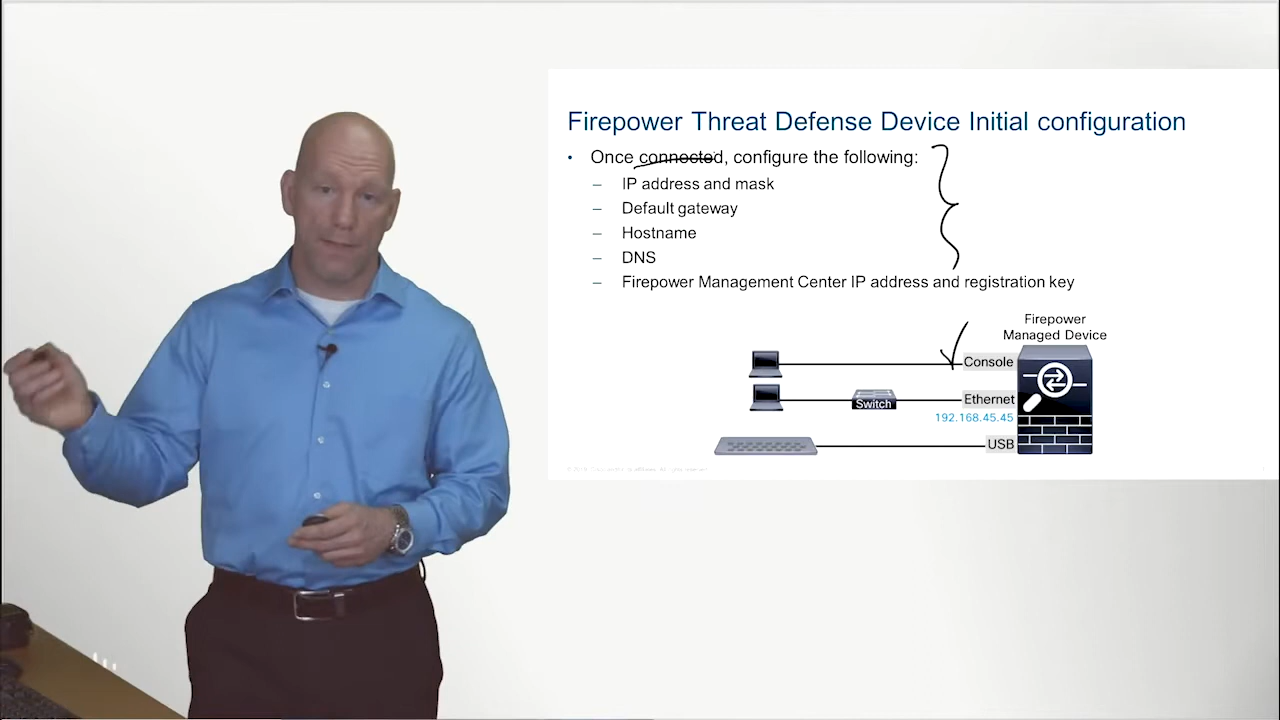 Firepower Threat Defense Device Initial configuration
• Once connected, configure the following:
– IP address and mask
– Default gateway
– Hostname
– DNS
– Firepower Management Center IP address and registration key
Firepower
Managed Device
Console
Ethernet
Switch
192.168.45.45
USB